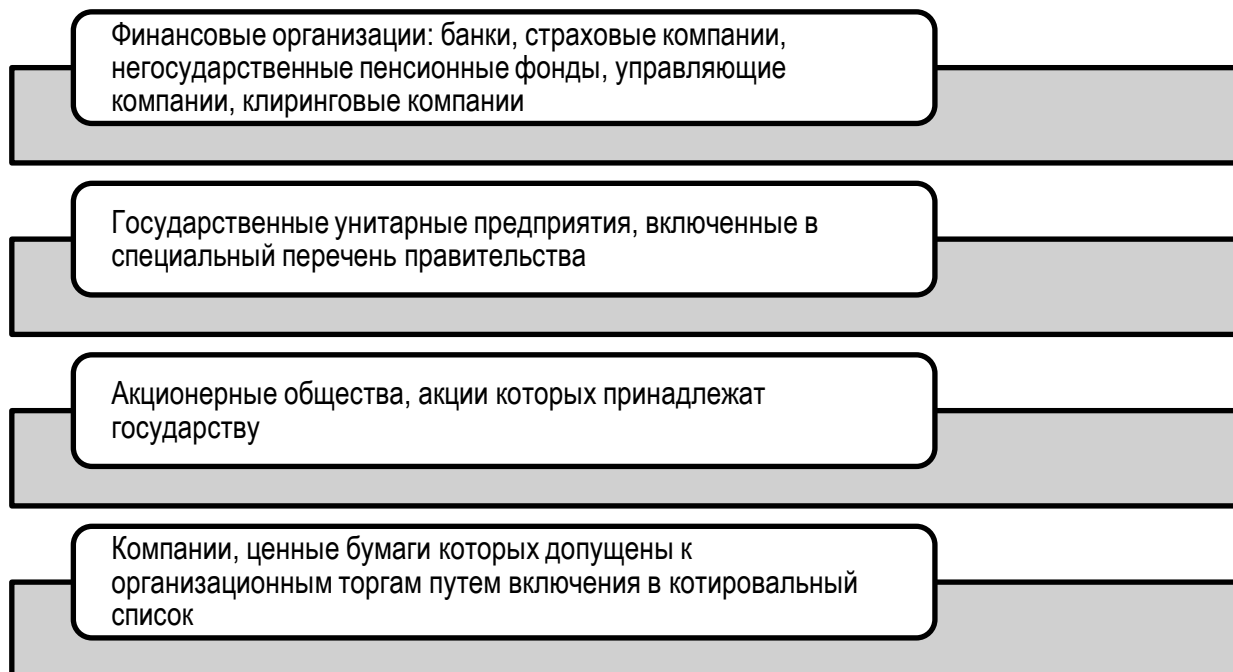 Финансовые организации: банки, страховые компании,
негосударственные пенсионные фонды, управляющие
компании, клиринговые компании
Государственные унитарные предприятия, включенные в
специальный перечень правительства
Акционерные общества, акции которых принадлежат
государству
Компании, ценные бумаги которых допущены к
организационным торгам путем включения в котировальный
список